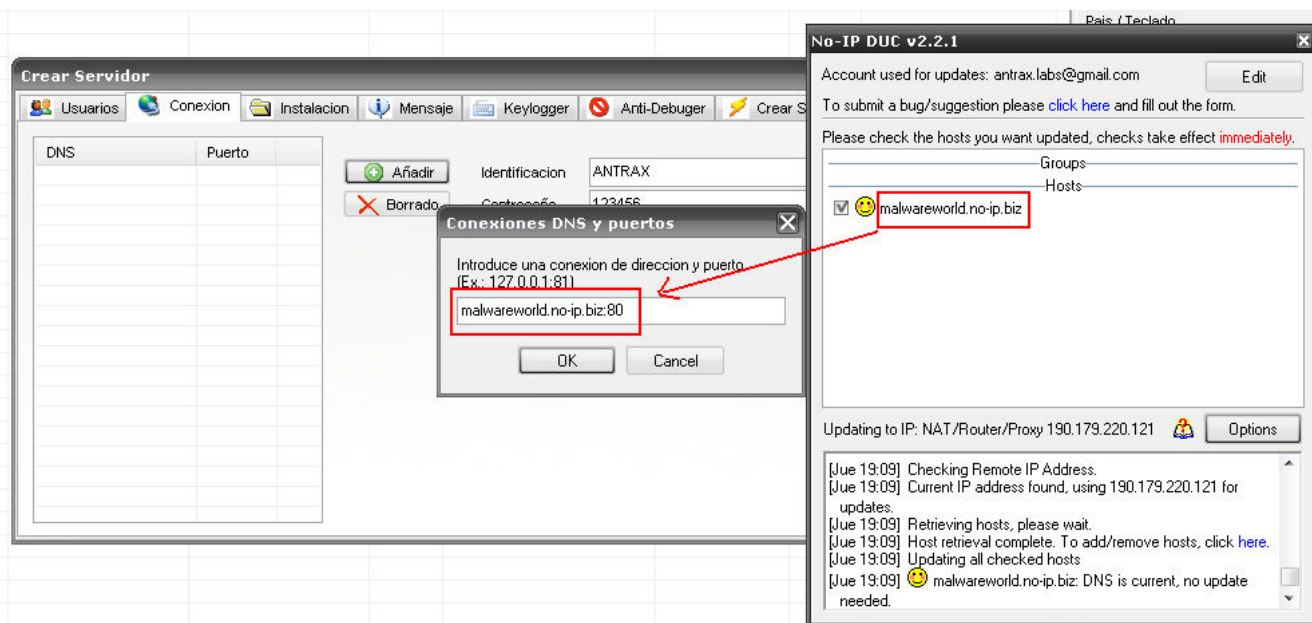 Pais / Teclado
Crear Servidor
Usuarios
Conexion
Instalacion
Mensaje
Keylogger
Anti-Debuger
Crear S
DNS
Puerto
Añadir
Identificacion
ANTRAX
Borrado
Contraseña
123456
Conexiones DNS y puertos
Introduce una conexion de direccion y puerto
(Ex.: 127.0.0.1:81)
malwareworld.no-ip.biz:80
OK
Cancel
No-IP DUC v2.2.1
Account used for updates: antrax.labs@gmail.com
Edit
To submit a bug/suggestion please click here and fill out the form.
Please check the hosts you want updated, checks take effect immediately.
Groups
Hosts
malwareworld.no-ip.biz
Updating to IP: NAT/Router/Proxy 190.179.220.121
Options
[Jue 19:09] Checking Remote IP Address.
[Jue 19:09] Current IP address found, using 190.179.220.121 for
updates.
[Jue 19:09] Retrieving hosts, please wait.
[Jue 19:09] Host retrieval complete. To add/remove hosts, click here.
[Jue 19:09] Updating all checked hosts
[Jue 19:09] malwareworld.no-ip.biz: DNS is current, no update
needed.